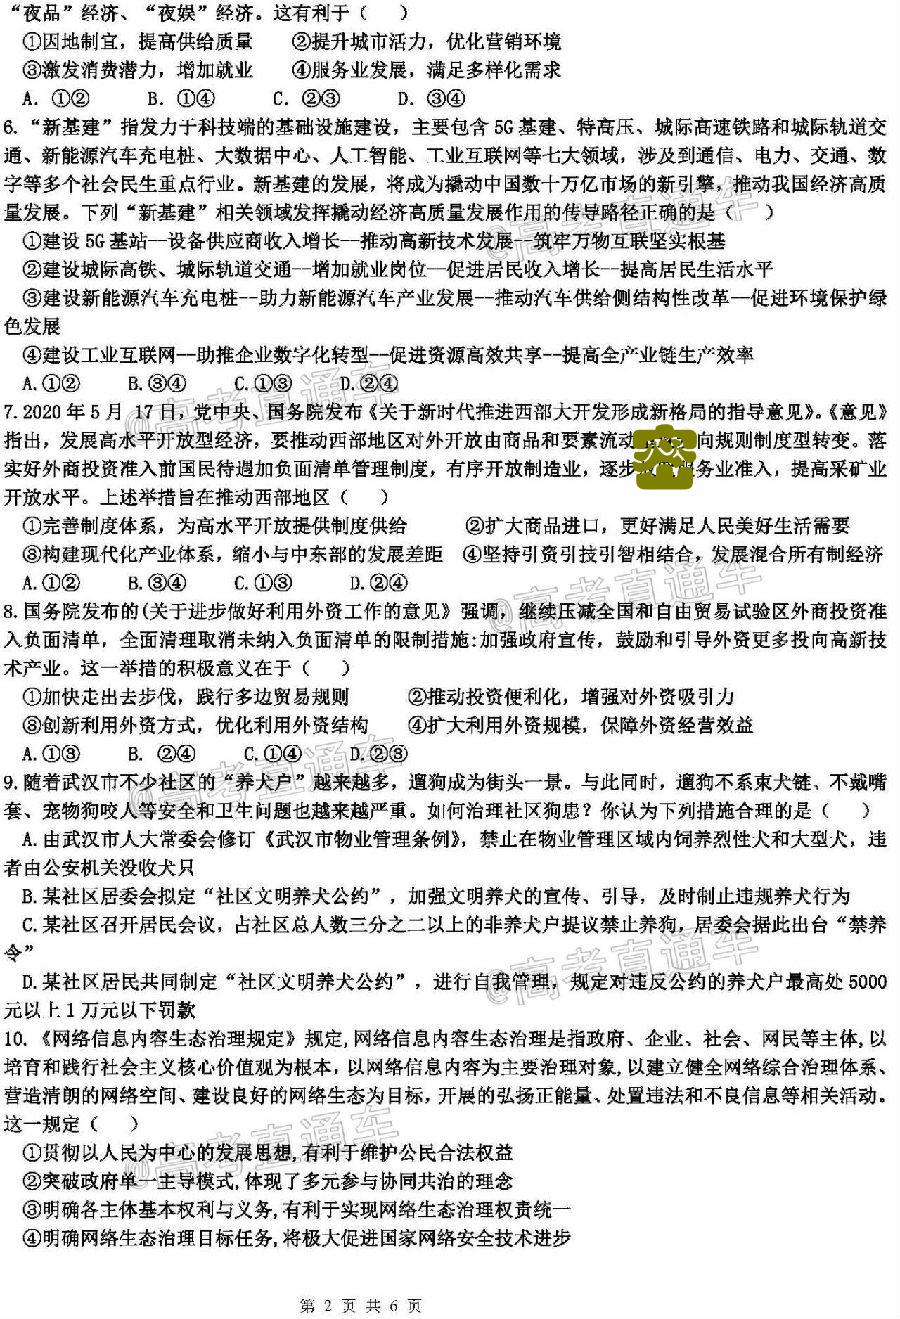 “夜品”经济、“夜娱”经济。这有利于（　　）
①因地制宜，提高供给质量　　②提升城市活力，优化营销环境
③激发消费潜力，增加就业　　④服务业发展，满足多样化需求
A. ①②　　B. ①④　　C. ②③　　D. ③④
6. “新基建”指发力于科技端的基础设施建设，主要包含 5G 基建、特高压、城际高速铁路和城际轨道交
通、新能源汽车充电桩、大数据中心、人工智能、工业互联网等七大领域，涉及到通信、电力、交通、数
字等多个社会民生重点行业。新基建的发展，将成为撬动中国数十万亿市场的新引擎，推动我国经济高质
量发展。下列“新基建”相关领域发挥撬动经济高质量发展作用的传导路径正确的是（　　）
①建设 5G 基站--设备供应商收入增长--推动高新技术发展--筑牢万物互联坚实根基
②建设城际高铁、城际轨道交通--增加就业岗位—促进居民收入增长--提高居民生活水平
③建设新能源汽车充电桩--助力新能源汽车产业发展--推动汽车供给侧结构性改革—促进环境保护绿
色发展
④建设工业互联网--助推企业数字化转型--促进资源高效共享--提高全产业链生产效率
A.①②　　B.③④　　C.①③　　D.②④
7. 2020 年 5 月 17 日，党中央、国务院发布《关于新时代推进西部大开发形成新格局的指导意见》。《意见》
指出，发展高水平开放型经济，要推动西部地区对外开放由商品和要素流动 向规则制度型转变。落
实好外商投资准入前国民待遇加负面清单管理制度，有序开放制造业，逐步 务业准入，提高采矿业
开放水平。上述举措旨在推动西部地区（　　）
①完善制度体系，为高水平开放提供制度供给　　②扩大商品进口，更好满足人民美好生活需要
③构建现代化产业体系，缩小与中东部的发展差距　④坚持引资引技引智相结合，发展混合所有制经济
A.①②　　B.③④　　C.①③　　D.②④
8. 国务院发布的(关于进步做好利用外资工作的意见》强调，继续压减全国和自由贸易试验区外商投资准
入负面清单，全面清理取消未纳入负面清单的限制措施:加强政府宣传，鼓励和引导外资更多投向高新技
术产业。这一举措的积极意义在于（　　）
①加快走出去步伐，践行多边贸易规则　　②推动投资便利化，增强对外资吸引力
③创新利用外资方式，优化利用外资结构　　④扩大利用外资规模，保障外资经营效益
A.①③　　B. ②④　　C.①④　　D.②③
9. 随着武汉市不少社区的“养犬户”越来越多，遛狗成为街头一景。与此同时，遛狗不系束犬链、不戴嘴
套、宠物狗咬人等安全和卫生问题也越来越严重。如何治理社区狗患？你认为下列措施合理的是（　　）
A. 由武汉市人大常委会修订《武汉市物业管理条例》，禁止在物业管理区域内饲养烈性犬和大型犬，违
者由公安机关没收犬只
B. 某社区居委会拟定“社区文明养犬公约”，加强文明养犬的宣传、引导，及时制止违规养犬行为
C. 某社区召开居民会议，占社区总人数三分之二以上的非养犬户提议禁止养狗，居委会据此出台“禁养
令”
D. 某社区居民共同制定“社区文明养犬公约”，进行自我管理，规定对违反公约的养犬户最高处 5000
元以上 1 万元以下罚款
10. 《网络信息内容生态治理规定》规定,网络信息内容生态治理是指政府、企业、社会、网民等主体,以
培育和践行社会主义核心价值观为根本，以网络信息内容为主要治理对象,以建立健全网络综合治理体系、
营造清朗的网络空间、建设良好的网络生态为目标,开展的弘扬正能量、处置违法和不良信息等相关活动。
这一规定（　　）
①贯彻以人民为中心的发展思想,有利于维护公民合法权益
②突破政府单一主导模式,体现了多元参与协同共治的理念
③明确各主体基本权利与义务,有利于实现网络生态治理权责统一
④明确网络生态治理目标任务,将极大促进国家网络安全技术进步
第 2 页 共 6 页
@高考直通车
@高考直通车
@高考直通车
@高考直通车
@高考直通车
@高考直通车